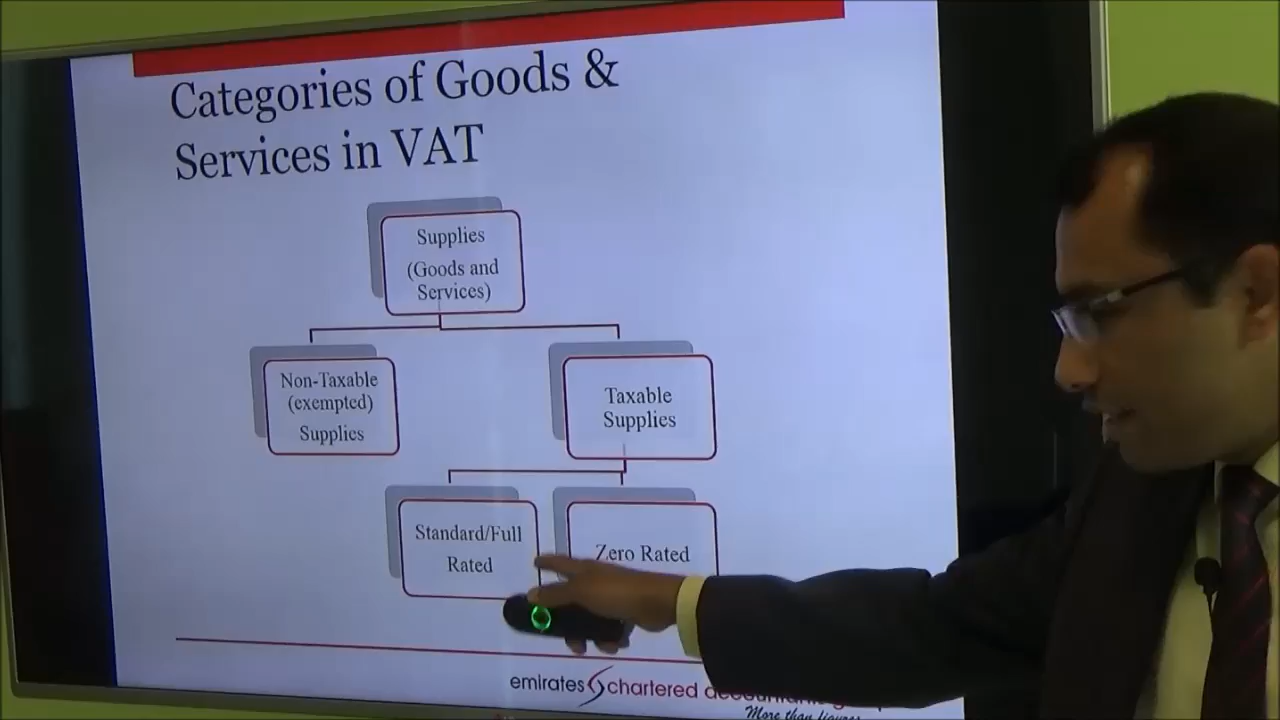 Categories of Goods &
Services in VAT
Supplies
(Goods and
Services)
Non-Taxable
(exempted)
Supplies
Taxable
Supplies
Standard/Full
Rated
Zero Rated
emirates chartered
More than